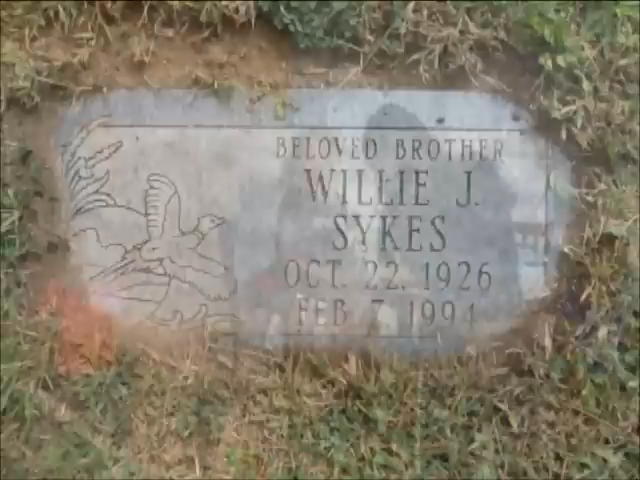 BELOVED BROTHER
WILLIE J.
SYKES
OCT. 22, 1926
FEB 7, 1994